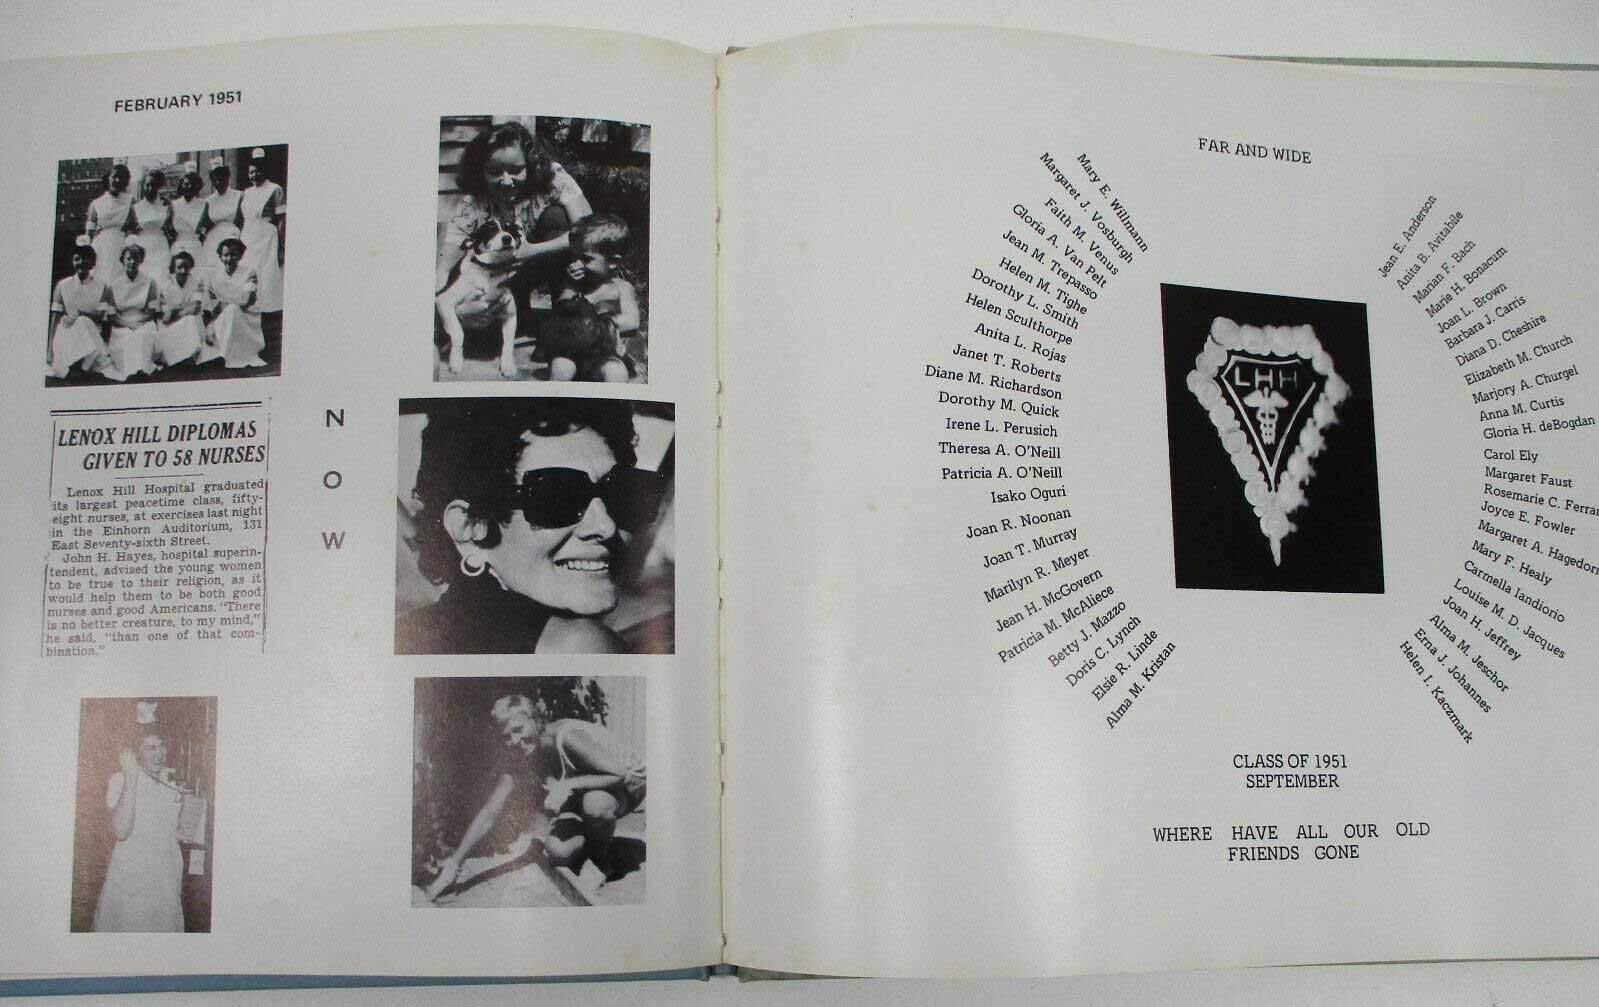 FEBRUARY 1951
LENOX HILL DIPLOMAS
GIVEN TO 58 NURSES
Lenox Hill Hospital graduated
its largest peacetime class, fifty-
eight nurses, at exercises last night
in the Einhorn Auditorium, 131
East Seventy-sixth Street.
John H. Hayes, hospital superin-
tendent, advised the young women
to be true to their religion, as it
would help them to be both good
nurses and good Americans. "There
is no better creature, to my mind,"
he said, "than one of that com-
bination."
N
O
W
FAR AND WIDE
Mary E. Willmann
Margaret J. Vosburgh
Faith M. Venus
Gloria A. Van Pelt
Jean M. Trepasso
Helen M. Tighe
Dorothy L. Smith
Helen Sculthorpe
Anita L. Rojas
Janet T. Roberts
Diane M. Richardson
Dorothy M. Quick
Irene L. Perusich
Theresa A. O'Neill
Patricia A. O'Neill
Isako Oguri
Joan R. Noonan
Joan T. Murray
Marilyn R. Meyer
Jean H. McGovern
Patricia M. McAliece
Betty J. Mazzo
Doris C. Lynch
Elsie R. Linde
Alma M. Kristan
LHH
Jean E. Anderson
Anita B. Avitabile
Marian F. Bach
Marie H. Bonacum
Joan L. Brown
Barbara J. Carris
Diana D. Cheshire
Elizabeth M. Church
Marjory A. Churgel
Anna M. Curtis
Gloria H. deBogdan
Carol Ely
Margaret Faust
Rosemarie C. Ferrar
Joyce E. Fowler
Margaret A. Hagedorn
Mary F. Healy
Carmella Iandiorio
Louise M. D. Jacques
Joan H. Jeffrey
Alma M. Jeschor
Erna J. Johannes
Helen I. Kaczmark
CLASS OF 1951
SEPTEMBER
WHERE HAVE ALL OUR OLD
FRIENDS GONE